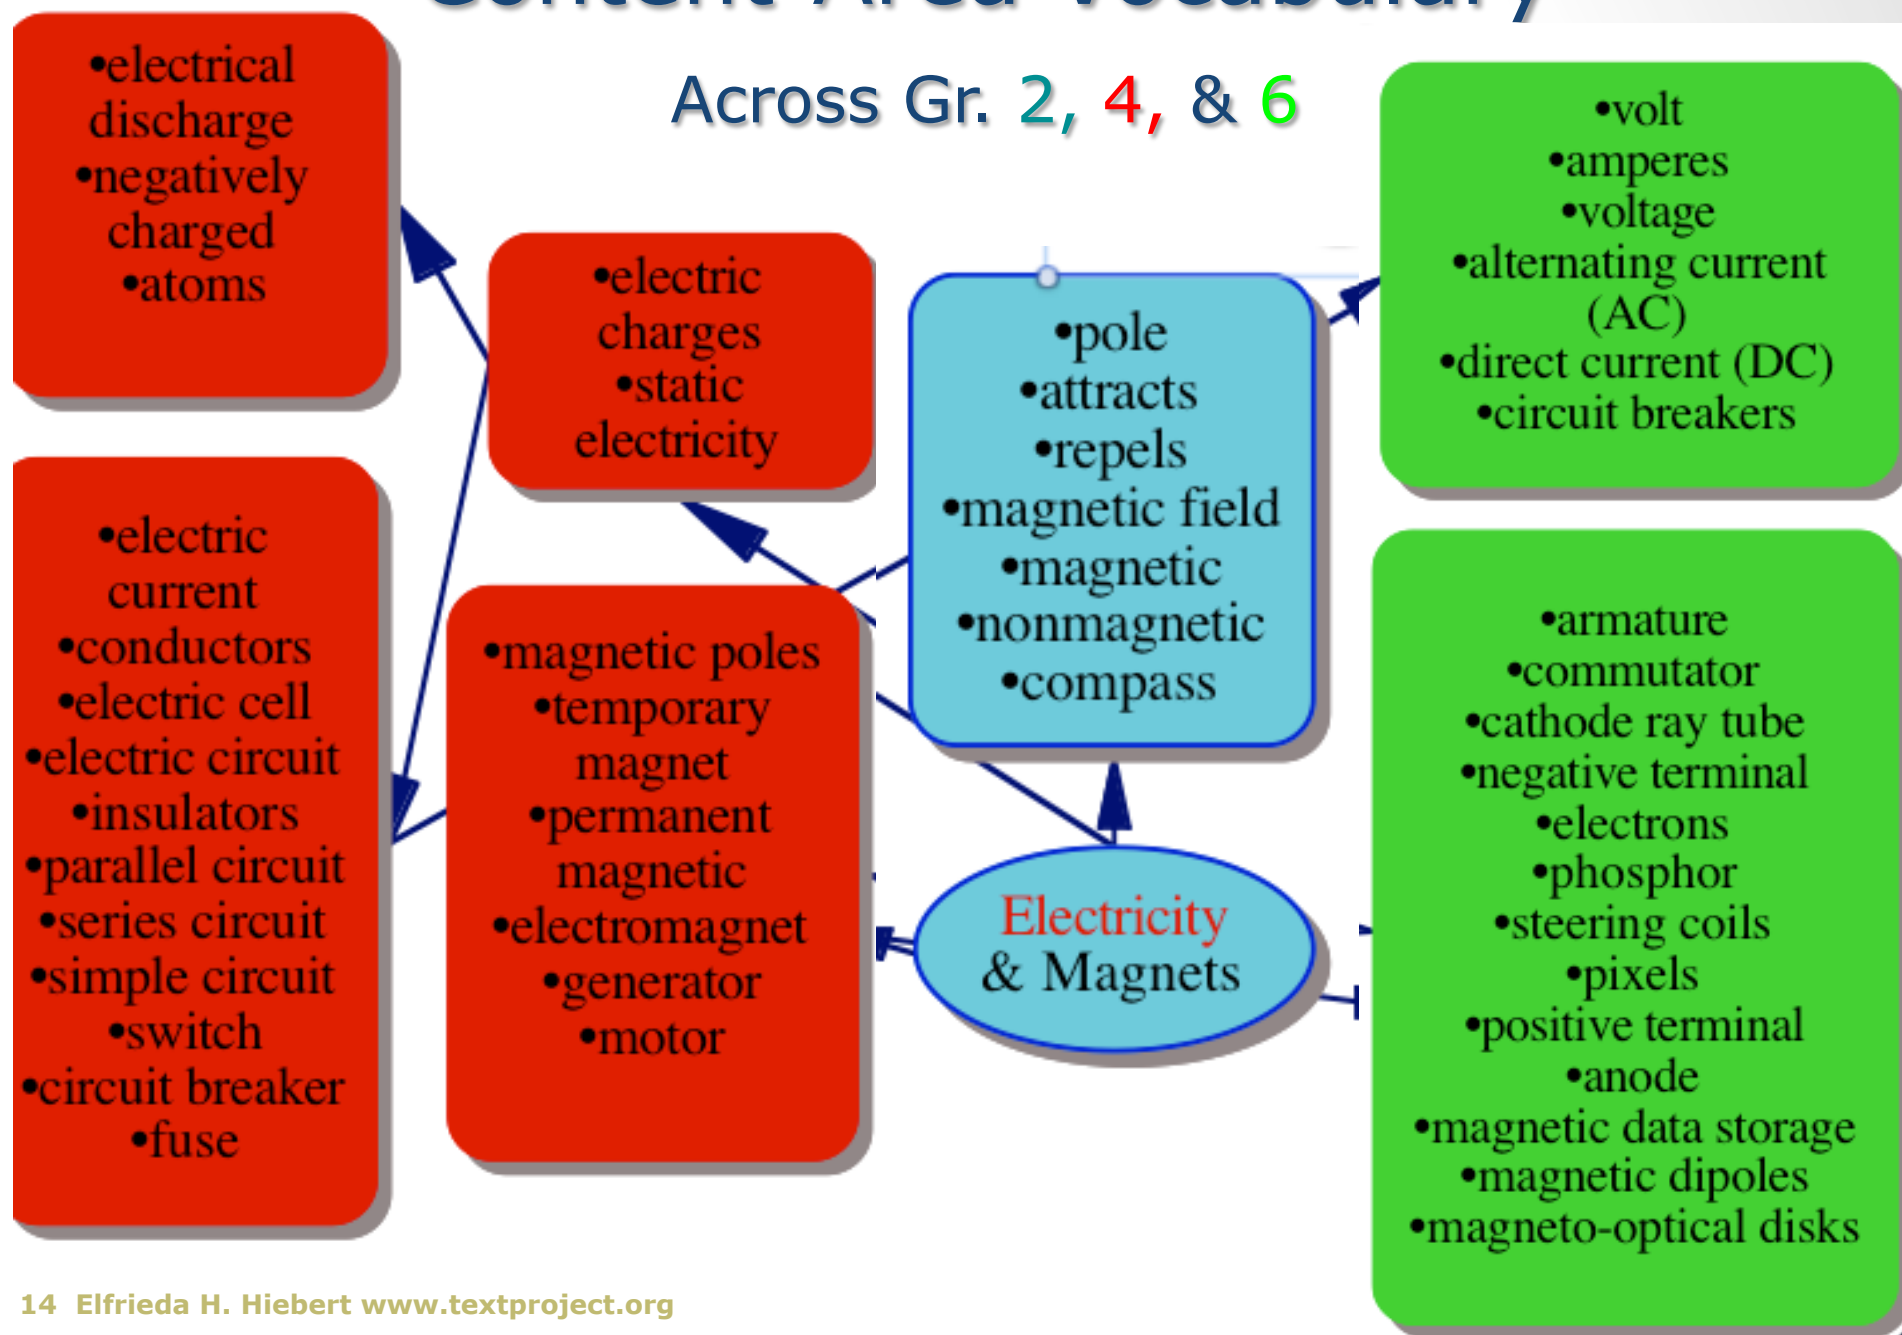 Content Area Vocabulary
Across Gr. 2, 4, & 6
•electrical
discharge
•negatively
charged
•atoms
•electric
charges
•static
electricity
•pole
•attracts
•repels
•magnetic field
•magnetic
•nonmagnetic
•compass
•volt
•amperes
•voltage
•alternating current
(AC)
•direct current (DC)
•circuit breakers
•electric
current
•conductors
•electric cell
•electric circuit
•insulators
•parallel circuit
•series circuit
•simple circuit
•switch
•circuit breaker
•fuse
•magnetic poles
•temporary
magnet
•permanent
magnetic
•electromagnet
•generator
•motor
Electricity
& Magnets
•armature
•commutator
•cathode ray tube
•negative terminal
•electrons
•phosphor
•steering coils
•pixels
•positive terminal
•anode
•magnetic data storage
•magnetic dipoles
•magneto-optical disks
14 Elfrieda H. Hiebert www.textproject.org